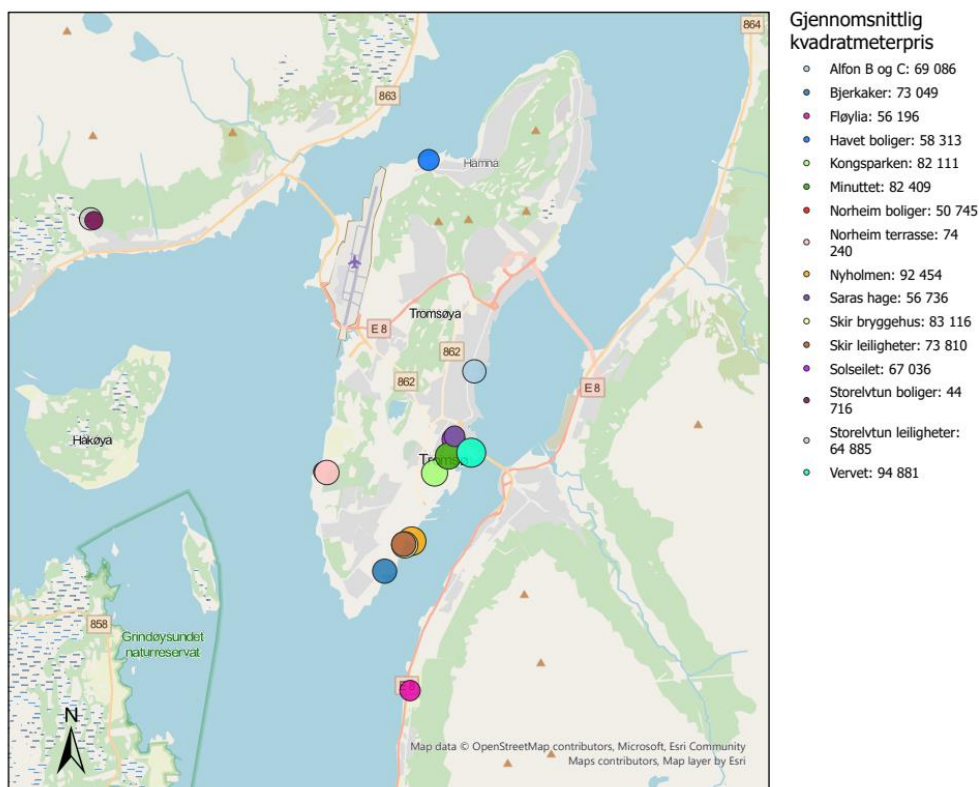 864
863
Hamna
Tromsøya
E 8
862
862
E 8
Håkøya
Tromsø
858
Grindøysundet
naturreservat
E 8
N
Map data © OpenStreetMap contributors, Microsoft, Esri Community
Maps contributors, Map layer by Esri
Gjennomsnittlig
kvadratmeterpris
Alfon B og C: 69 086
Bjerkaker: 73 049
Fløylia: 56 196
Havet boliger: 58 313
Kongsparken: 82 111
Minuttet: 82 409
Norheim boliger: 50 745
Norheim terrasse: 74
240
Nyholmen: 92 454
Saras hage: 56 736
Skir bryggehus: 83 116
Skir leiligheter: 73 810
Solseilet: 67 036
Storelvtun boliger: 44
716
Storelvtun leiligheter:
64 885
Vervet: 94 881